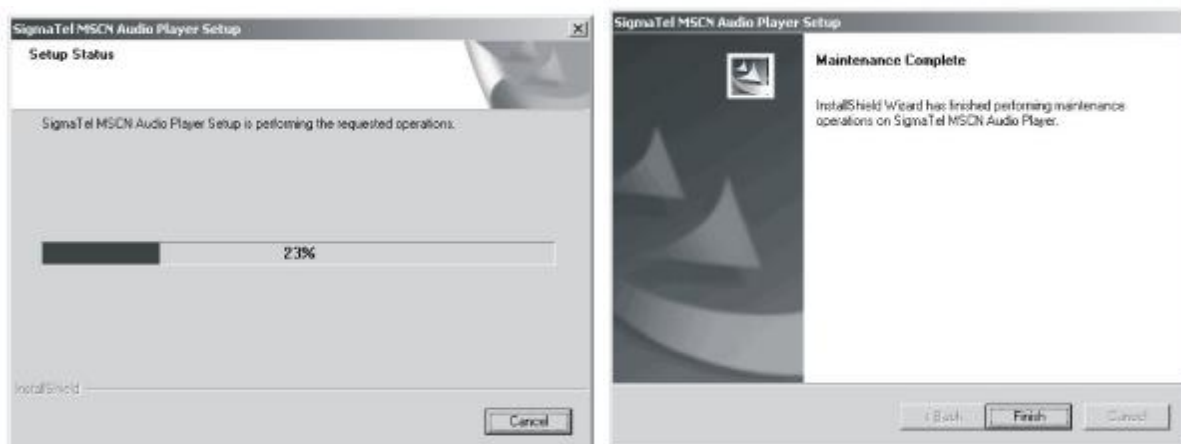 SigmaTel MSCN Audio Player Setup
Setup Status
SigmaTel MSCN Audio Player Setup is performing the requested operations.
23%
InstallShield
Cancel
SigmaTel MSCN Audio Player Setup
Maintenance Complete
InstallShield Wizard has finished performing maintenance
operations on SigmaTel MSCN Audio Player.
< Back Finish Cancel